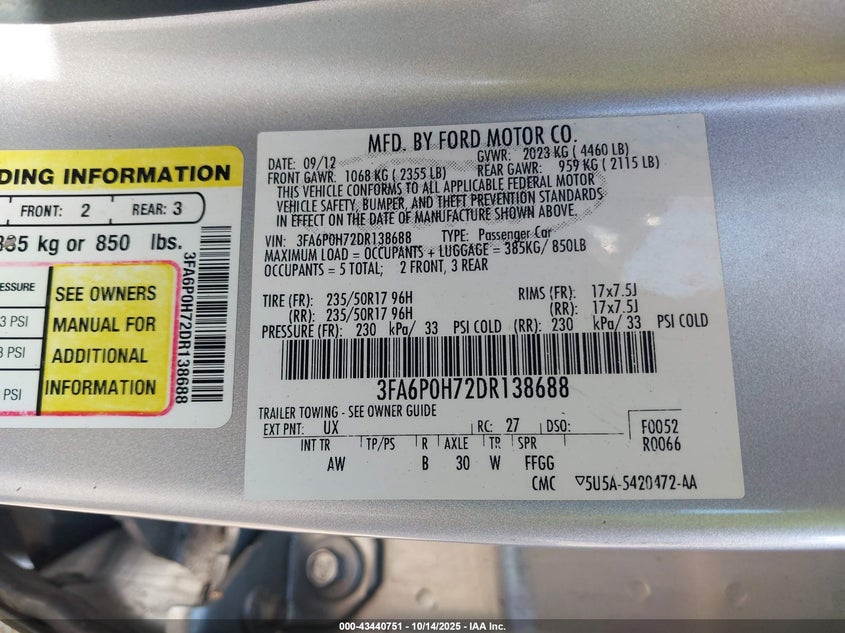 DING INFORMATION
FRONT: 2 REAR: 3
385 kg or 850 lbs.
3FA6P0H72DR138688
RESSURE
3 PSI
3 PSI
PSI
SEE OWNERS
MANUAL FOR
ADDITIONAL
INFORMATION
MFD. BY FORD MOTOR CO.
DATE: 09/12 GVWR: 2023 KG ( 4460 LB)
FRONT GAWR: 1068 KG ( 2355 LB) REAR GAWR: 959 KG ( 2115 LB)
THIS VEHICLE CONFORMS TO ALL APPLICABLE FEDERAL MOTOR
VEHICLE SAFETY, BUMPER, AND THEFT PREVENTION STANDARDS
IN EFFECT ON THE DATE OF MANUFACTURE SHOWN ABOVE.
VIN: 3FA6P0H72DR138688 TYPE: Passenger Car
MAXIMUM LOAD = OCCUPANTS + LUGGAGE = 385KG/ 850LB
OCCUPANTS = 5 TOTAL; 2 FRONT, 3 REAR
TIRE (FR): 235/50R17 96H RIMS (FR): 17x7.5J
(RR): 235/50R17 96H (RR): 17x7.5J
PRESSURE (FR): 230 kPa/ 33 PSI COLD (RR): 230 kPa/ 33 PSI COLD
3FA6P0H72DR138688
TRAILER TOWING - SEE OWNER GUIDE
EXT PNT: UX RC: 27 DSO: F0052
R0066
INT TR TP/PS R AXLE TR SPR
AW B 30 W FFGG
CMC ▽5U5A-5420472-AA
000-43440751 - 10/14/2025 - IAA Inc.